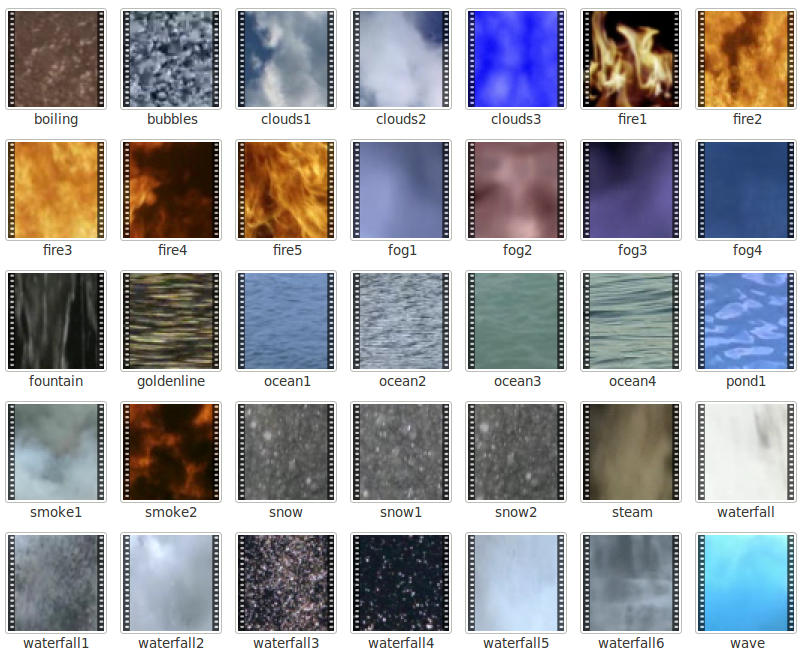 boiling bubbles clouds1 clouds2 clouds3 fire1 fire2
fire3 fire4 fire5 fog1 fog2 fog3 fog4
fountain goldenline ocean1 ocean2 ocean3 ocean4 pond1
smoke1 smoke2 snow snow1 snow2 steam waterfall
waterfall1 waterfall2 waterfall3 waterfall4 waterfall5 waterfall6 wave